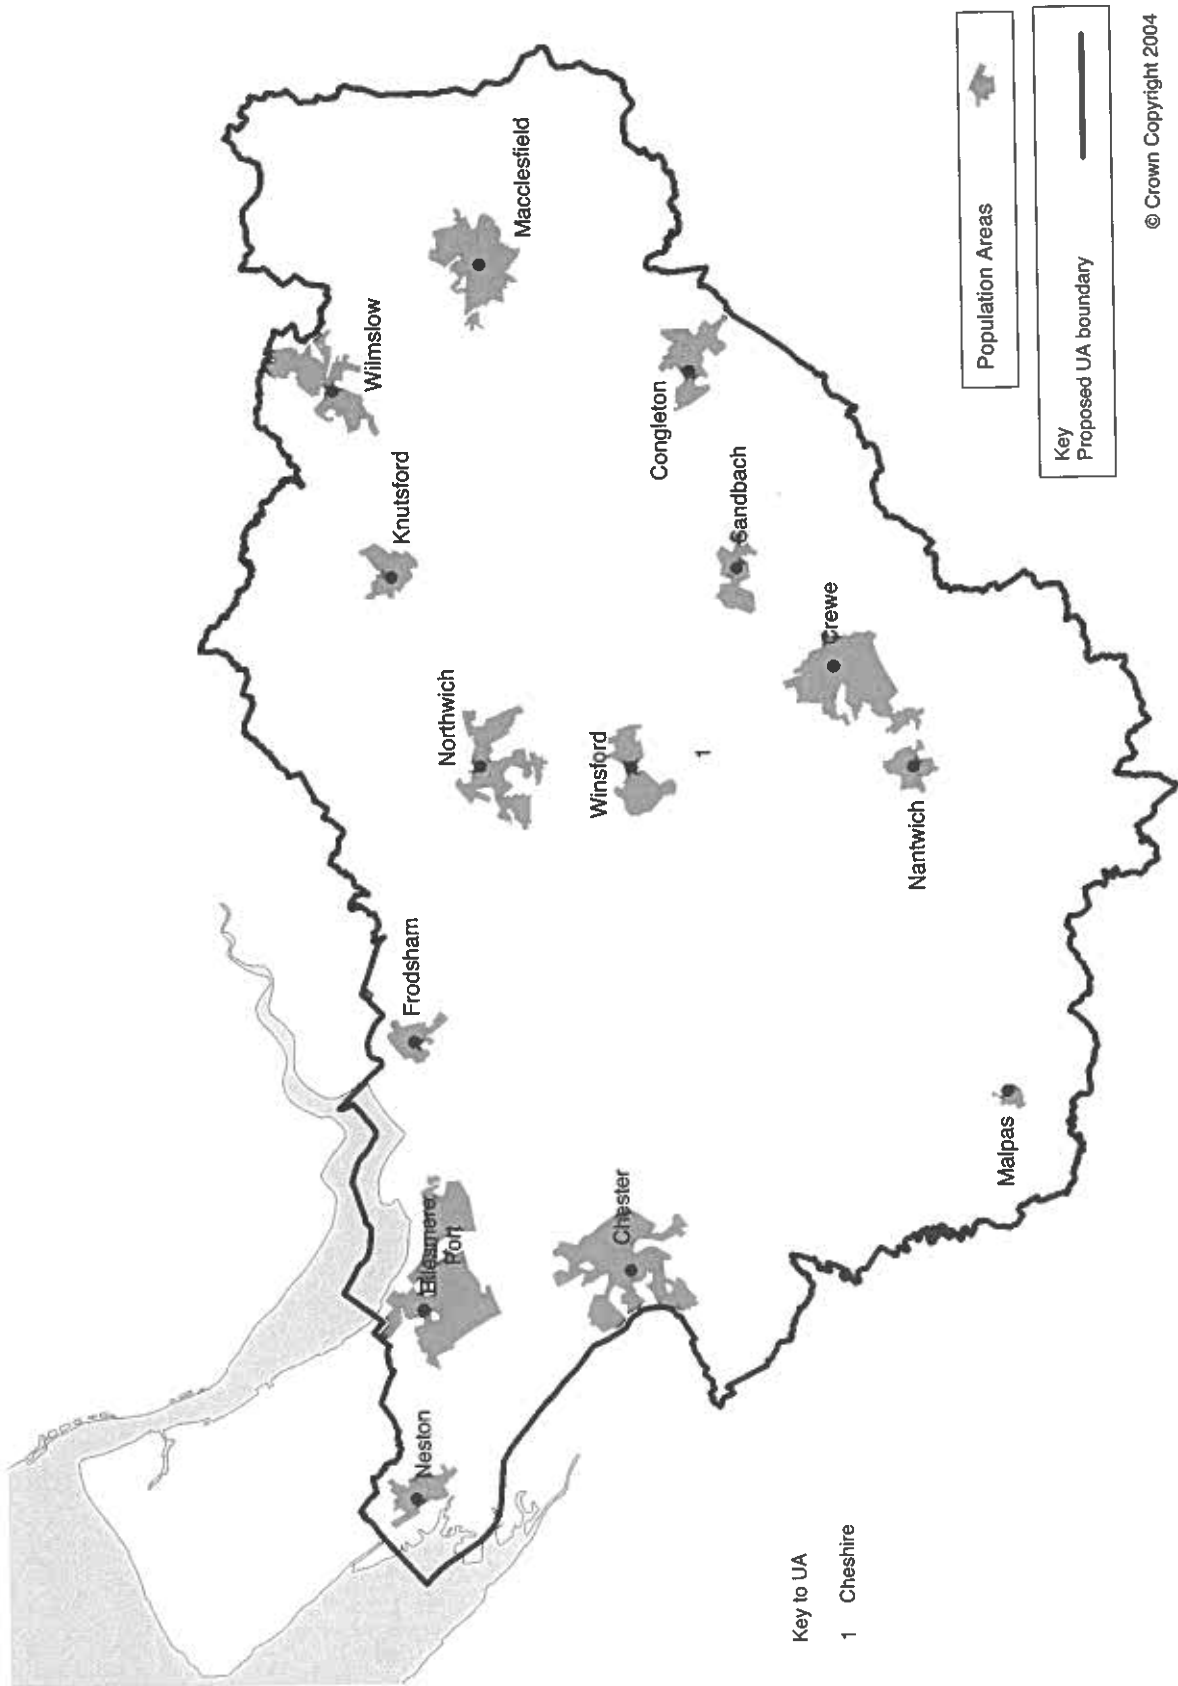 Wilmslow
Macclesfield
Knutsford
Congleton
Sandbach
Crewe
Northwich
Winsford
1
Nantwich
Frodsham
Malpas
Ellesmere
Port
Chester
Neston
Key to UA
1 Cheshire
Population Areas
Key
Proposed UA boundary
© Crown Copyright 2004